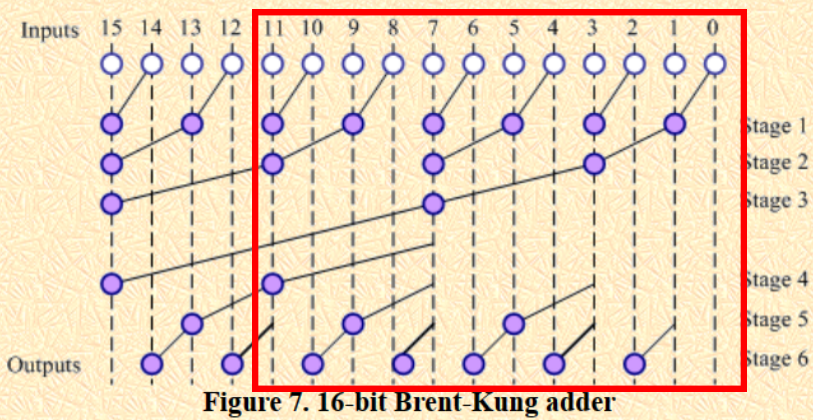 Inputs 15 14 13 12 11 10 9 8 7 6 5 4 3 2 1 0
Stage 1
Stage 2
Stage 3
Stage 4
Stage 5
Outputs Stage 6
Figure 7. 16-bit Brent-Kung adder